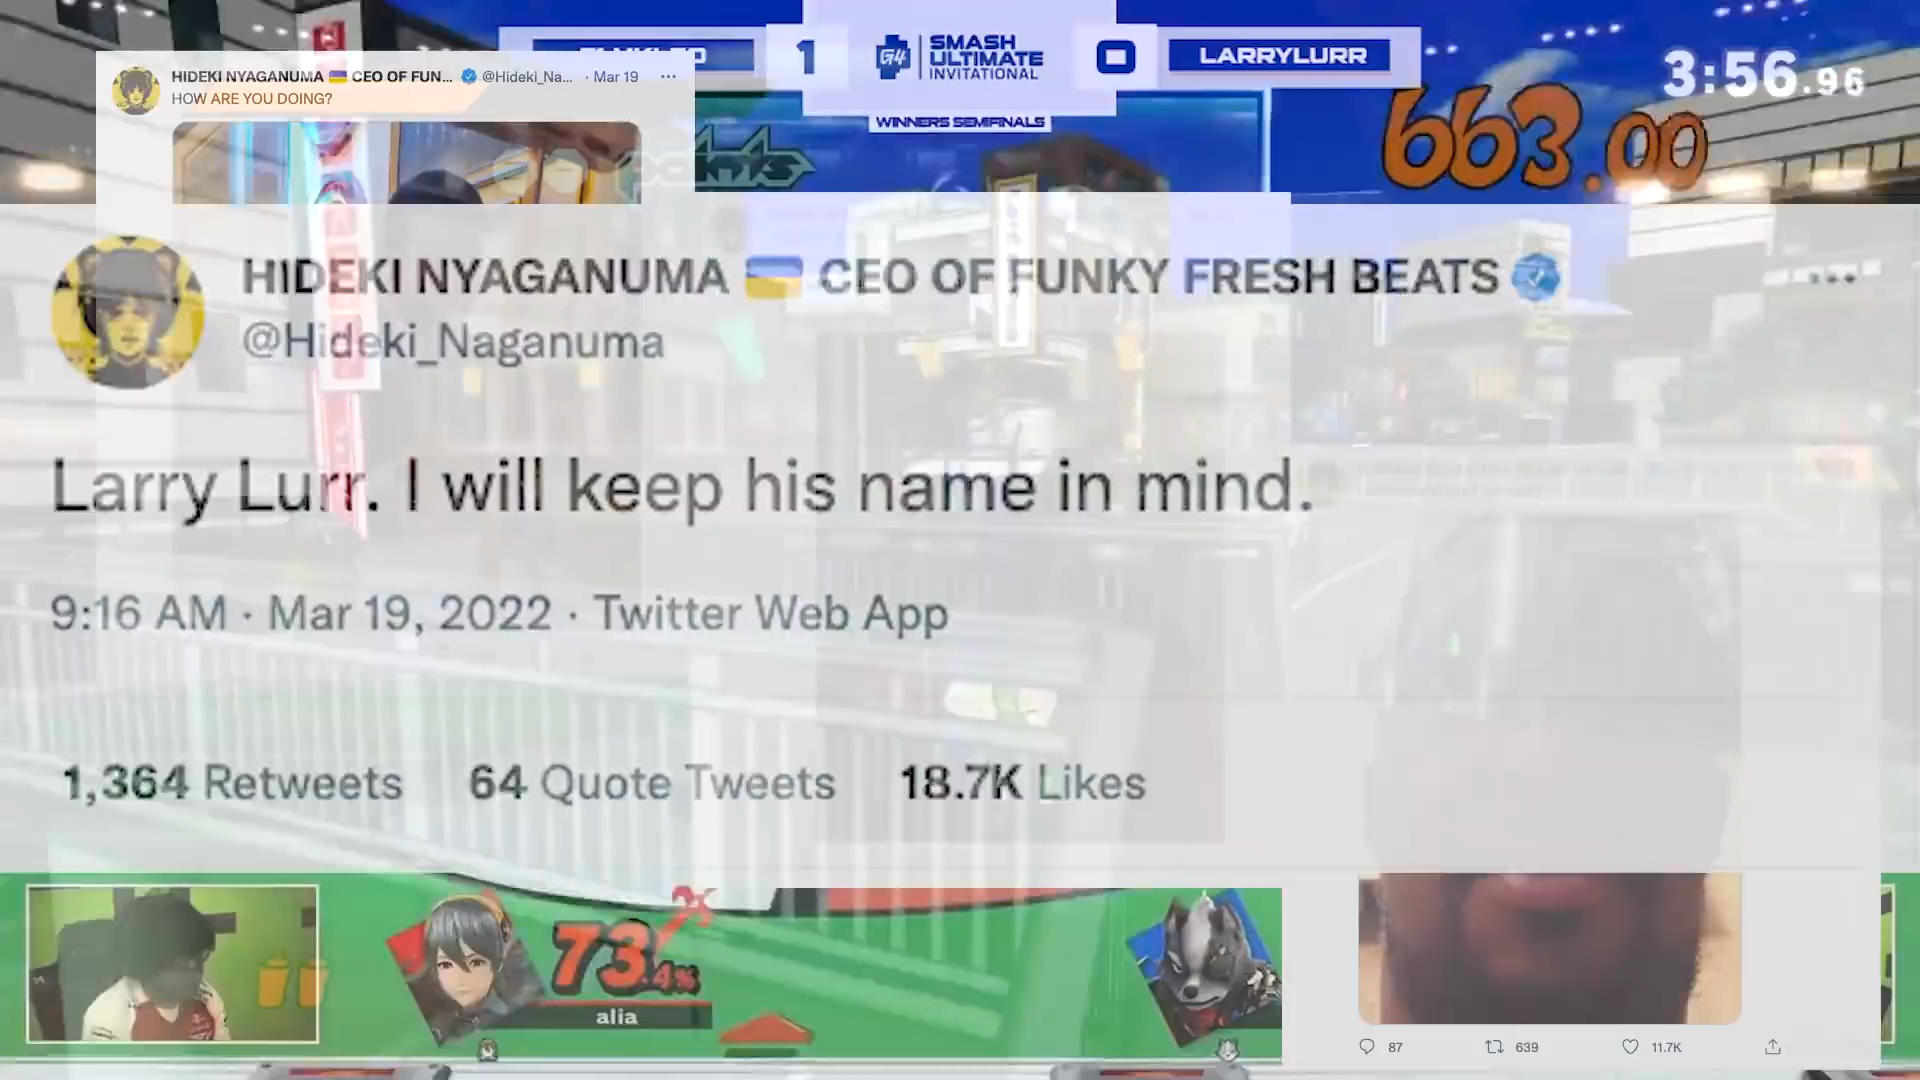 1
G4
SMASH
ULTIMATE
INVITATIONAL
0
LARRYLURR
WINNERS SEMIFINALS
3:56.96
663.00
HIDEKI NYAGANUMA 🇺🇦 CEO OF FUN... @Hideki_Na... · Mar 19 ...
HOW ARE YOU DOING?
HIDEKI NYAGANUMA 🇺🇦 CEO OF FUNKY FRESH BEATS
@Hideki_Naganuma
Larry Lurr. I will keep his name in mind.
9:16 AM · Mar 19, 2022 · Twitter Web App
1,364 Retweets 64 Quote Tweets 18.7K Likes
73.4%
alia
87 639 11.7K